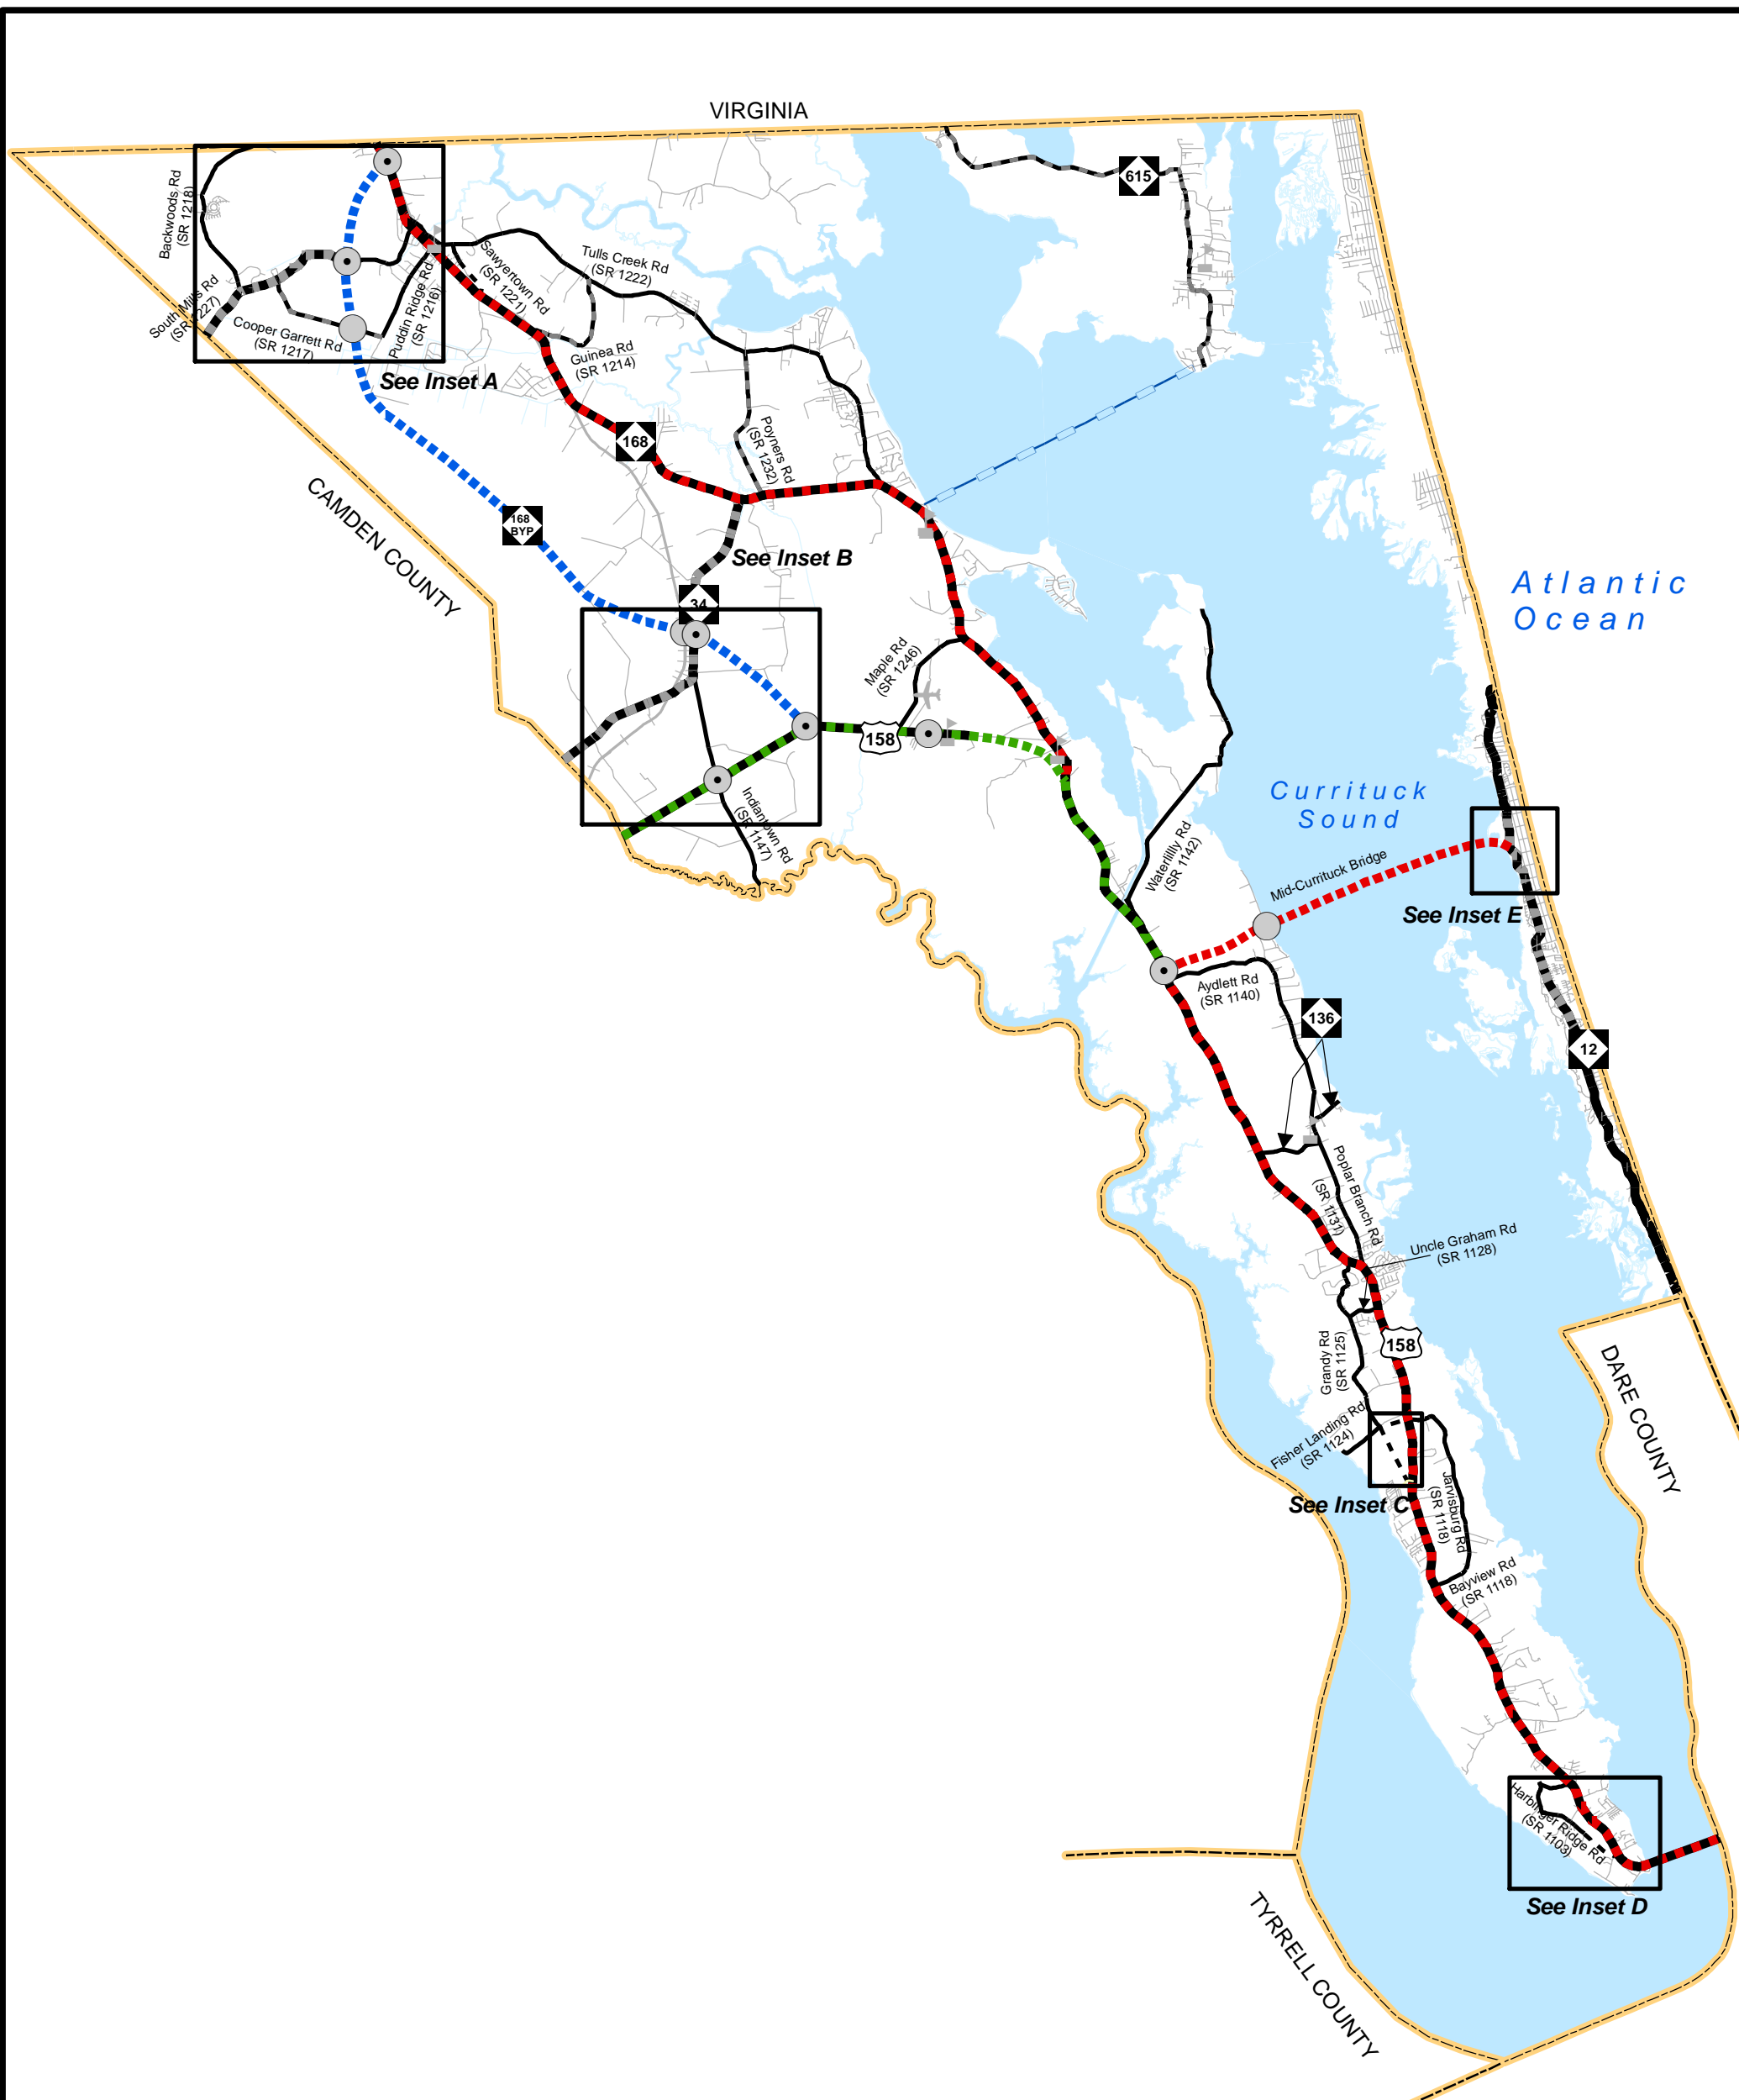 VIRGINIA
615
Backwoods Rd
(SR 1218)
South Mills Rd
(SR 1227)
Cooper Garrett Rd
(SR 1217)
Puddin Ridge Rd
(SR 1216)
Sawyertown Rd
(SR 1221)
Tulls Creek Rd
(SR 1222)
Guinea Rd
(SR 1214)
See Inset A
168
Poyners Rd
(SR 1232)
CAMDEN COUNTY
168
BYP
See Inset B
34
Atlantic
Ocean
Maple Rd
(SR 1246)
158
Indiantown Rd
(SR 1147)
Currituck
Sound
Waterlilly Rd
(SR 1142)
Mid-Currituck Bridge
See Inset E
Aydlett Rd
(SR 1140)
136
12
Poplar Branch Rd
(SR 1131)
Uncle Graham Rd
(SR 1128)
158
Grandy Rd
(SR 1125)
DARE COUNTY
Fisher Landing Rd
(SR 1124)
See Inset C
Jarvisburg Rd
(SR 1118)
Bayview Rd
(SR 1118)
Harbinger Ridge Rd
(SR 1103)
See Inset D
TYRRELL COUNTY